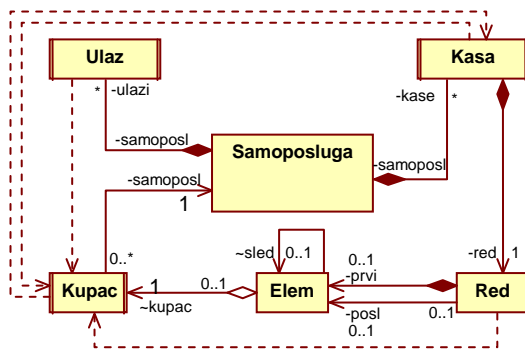 Ulaz
Kasa
*
-ulazi
-kase
*
-samoposl
Samoposluga
-samoposl
-samoposl
1
~sled
0..1
0..1
-prvi
-red
1
0..*
Kupac
1
~kupac
0..1
Elem
-posl
0..1
0..1
Red